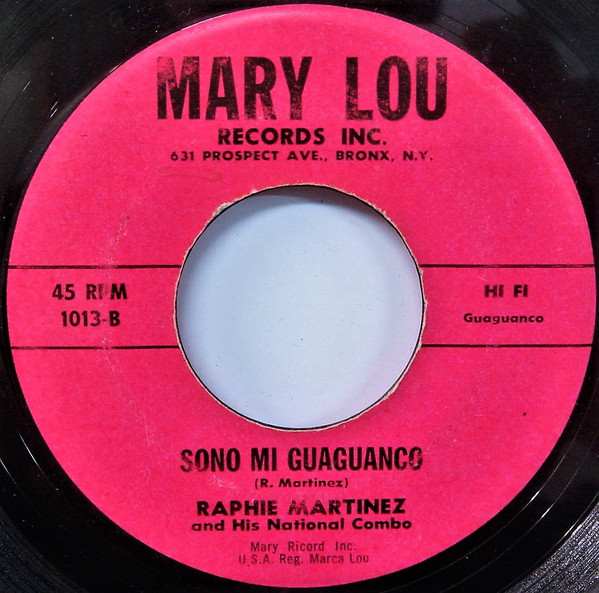 MARY LOU
RECORDS INC.
631 PROSPECT AVE., BRONX, N.Y.
45 RPM
1013-B
HI FI
Guaguanco
SONO MI GUAGUANCO
(R. Martinez)
RAPHIE MARTINEZ
and His National Combo
Mary Ricord Inc.
U.S.A. Reg. Marca Lou